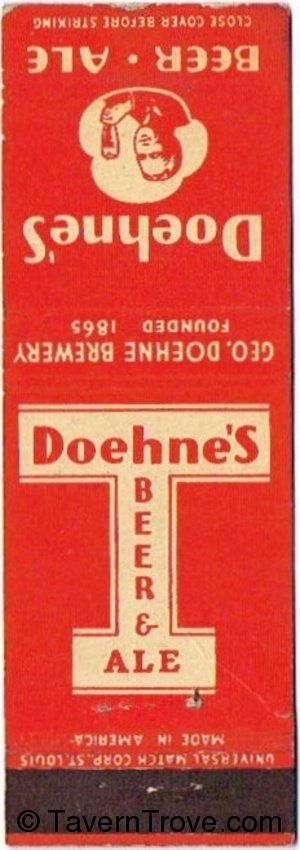 CLOSE COVER BEFORE STRIKING
BEER · ALE
Doehne'S
GEO. DOEHNE BREWERY
FOUNDED 1865
Doehne'S
BEER & ALE
MADE IN AMERICA
UNIVERSAL MATCH CORP., ST. LOUIS
© TavernTrove.com